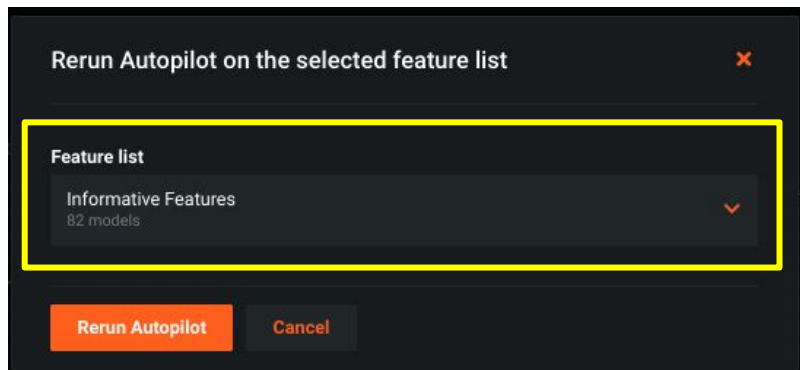 Rerun Autopilot on the selected feature list
Feature list
Informative Features
82 models
Rerun Autopilot
Cancel